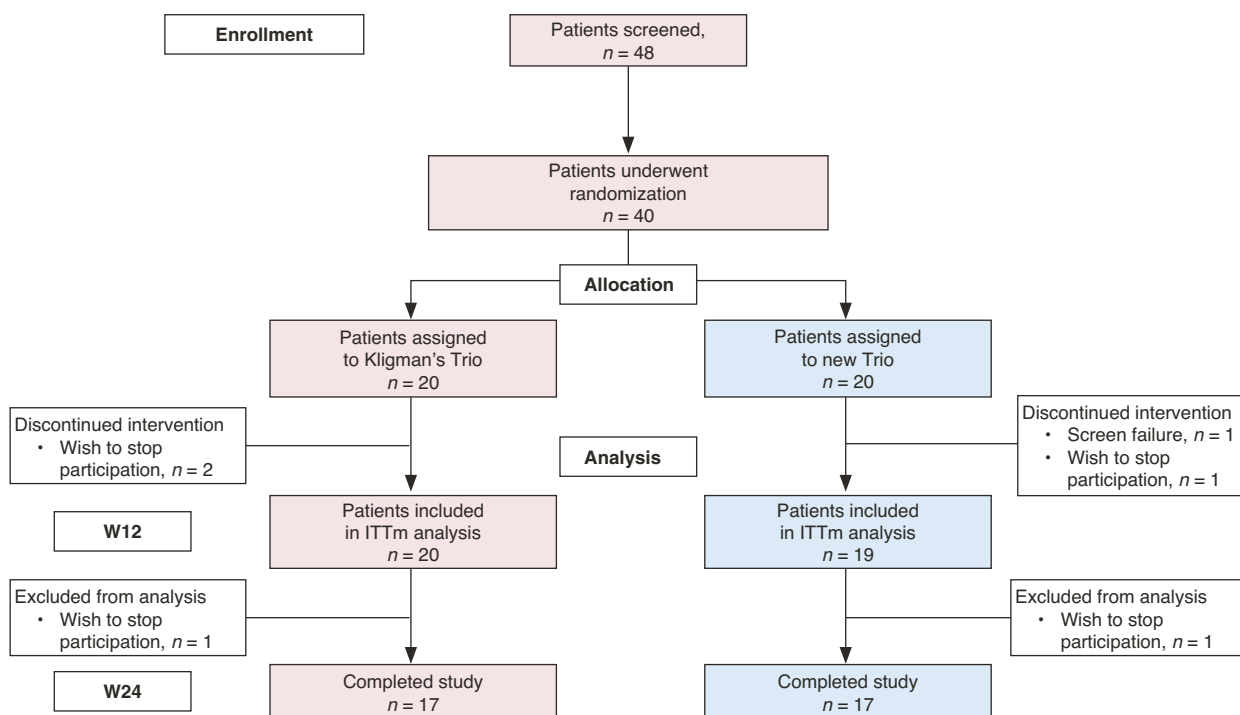 Enrollment
Patients screened,
n = 48
Patients underwent
randomization
n = 40
Allocation
Patients assigned
to Kligman's Trio
n = 20
Patients assigned
to new Trio
n = 20
Discontinued intervention
• Wish to stop
participation, n = 2
Analysis
Discontinued intervention
• Screen failure, n = 1
• Wish to stop
participation, n = 1
W12
Patients included
in ITTm analysis
n = 20
Patients included
in ITTm analysis
n = 19
Excluded from analysis
• Wish to stop
participation, n = 1
Excluded from analysis
• Wish to stop
participation, n = 1
W24
Completed study
n = 17
Completed study
n = 17